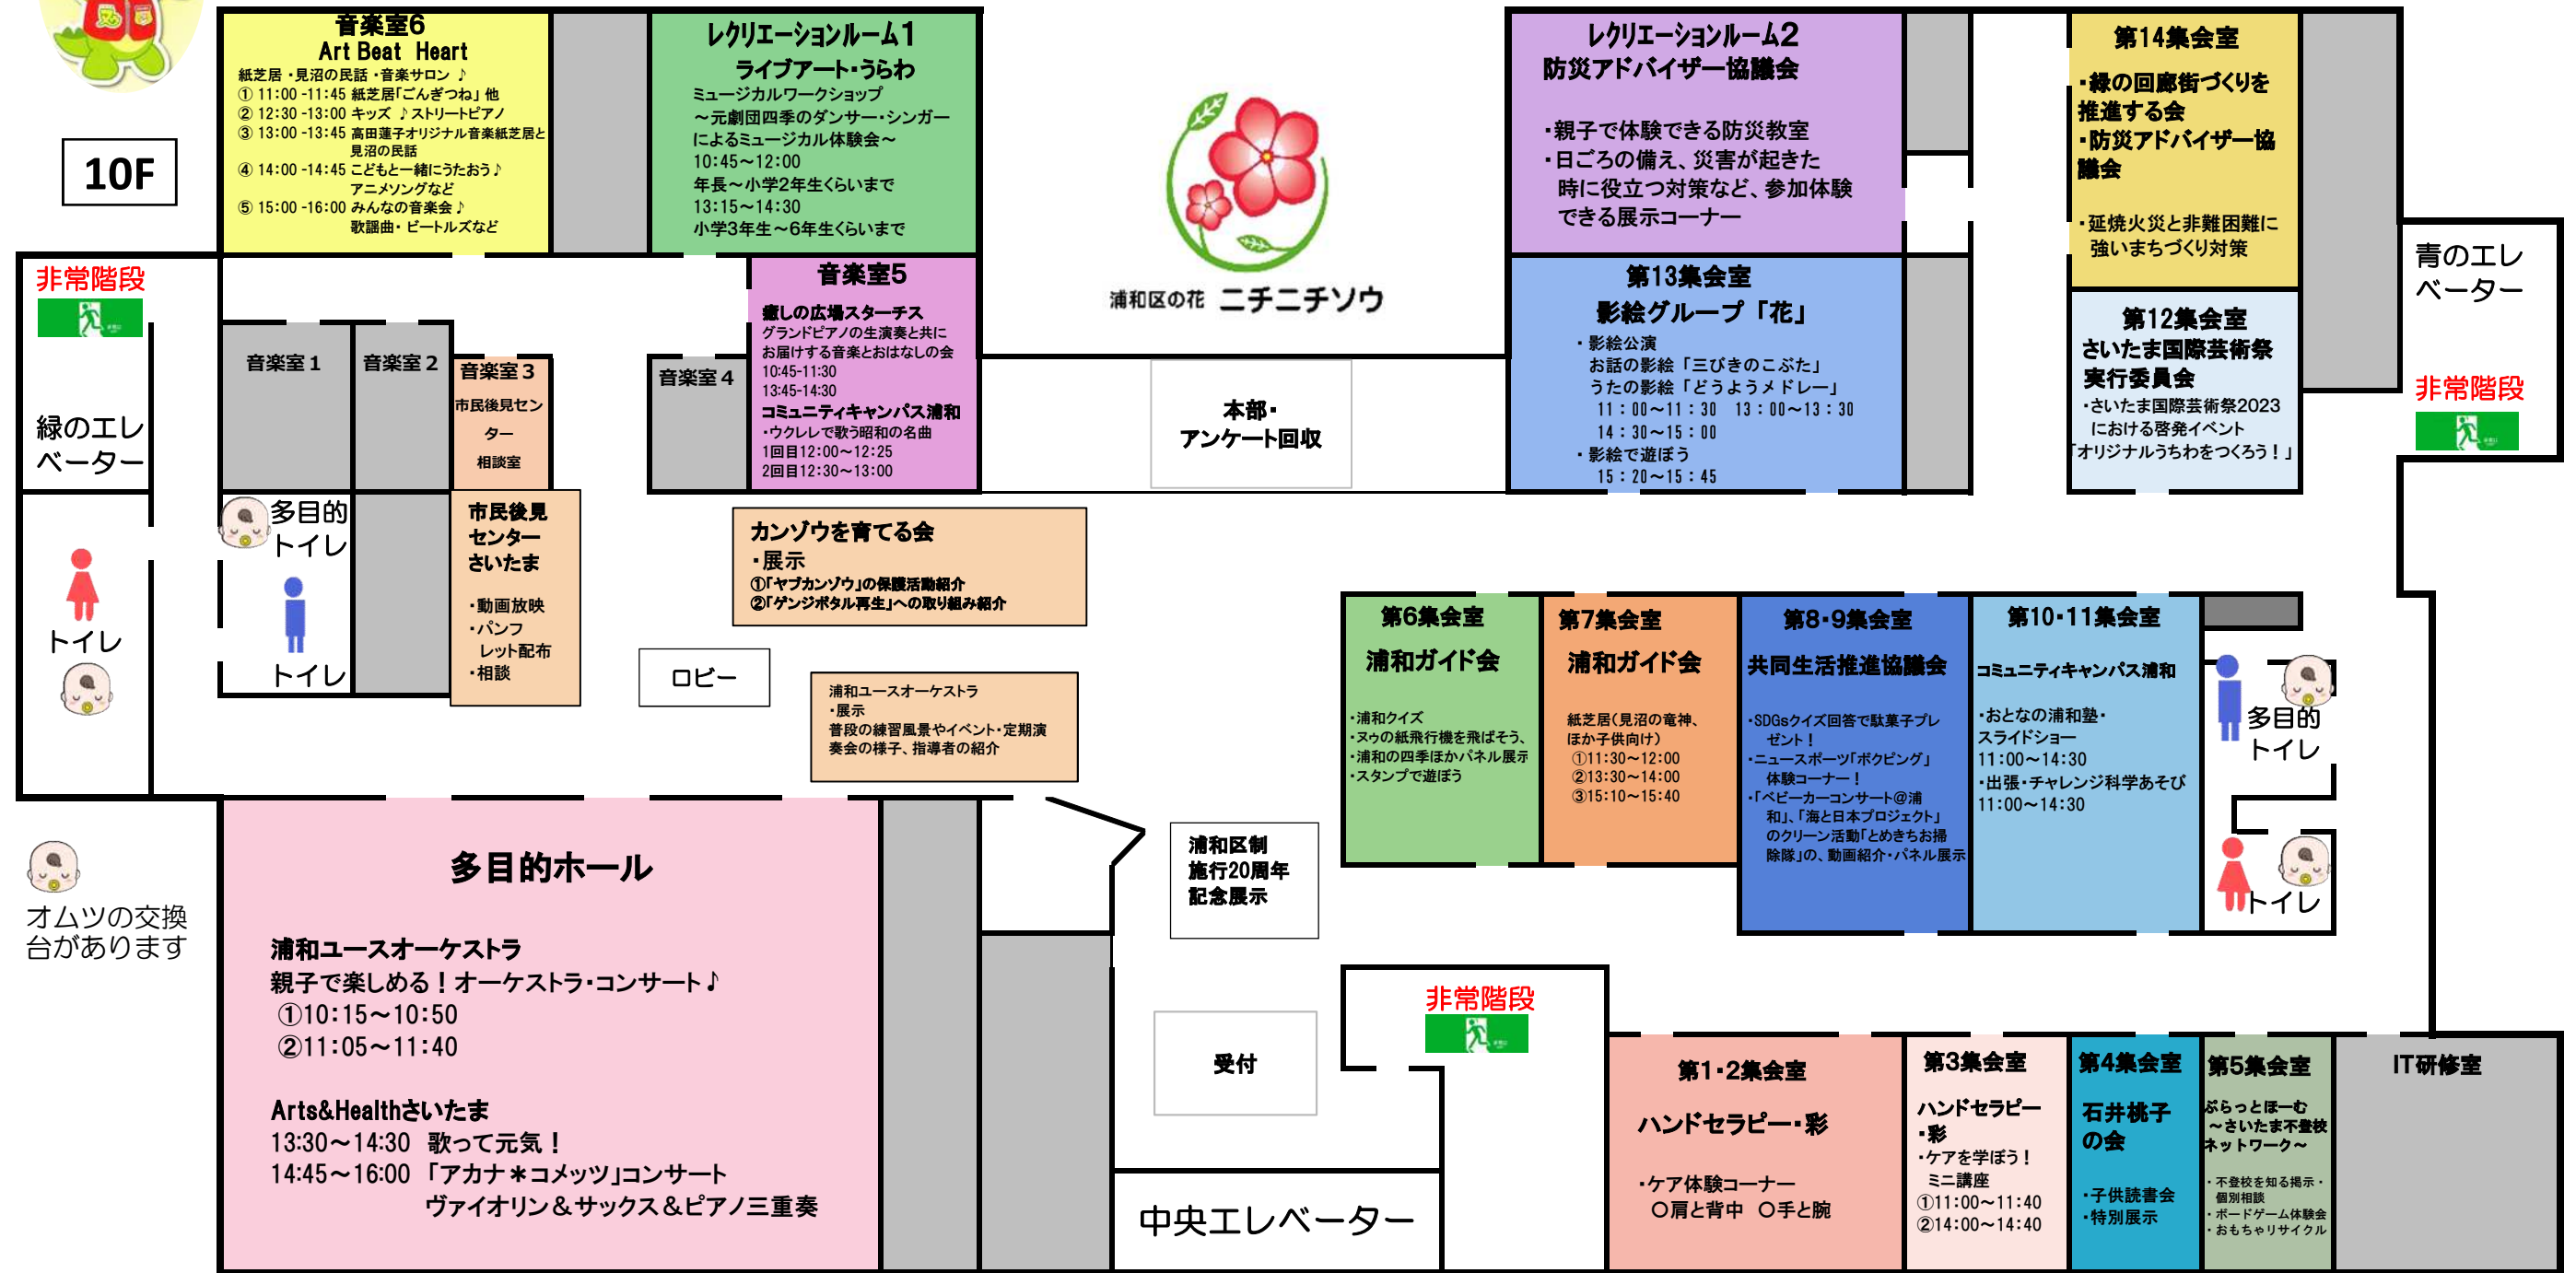 10F
音楽室6
Art Beat Heart
紙芝居・見沼の民話・音楽サロン♪
① 11:00-11:45 紙芝居「ごんぎつね」他
② 12:30-13:00 キッズ♪ストリートピアノ
③ 13:00-13:45 高田蓮子オリジナル音楽紙芝居と
見沼の民話
④ 14:00-14:45 こどもと一緒にうたおう♪
アニメソングなど
⑤ 15:00-16:00 みんなの音楽会♪
歌謡曲・ビートルズなど
レクリエーションルーム1
ライブアート・うらわ
ミュージカルワークショップ
～元劇団四季のダンサー・シンガー
によるミュージカル体験会～
10:45～12:00
年長～小学2年生くらいまで
13:15～14:30
小学3年生～6年生くらいまで
浦和区の花 ニチニチソウ
レクリエーションルーム2
防災アドバイザー協議会
・親子で体験できる防災教室
・日ごろの備え、災害が起きた
時に役立つ対策など、参加体験
できる展示コーナー
第14集会室
・緑の回廊街づくりを
推進する会
・防災アドバイザー協
議会
・延焼火災と非難困難に
強いまちづくり対策
青のエレ
ベーター
非常階段
非常階段
緑のエレ
ベーター
音楽室1
音楽室2
音楽室3
市民後見セン
ター
相談室
音楽室4
音楽室5
癒しの広場スターチス
グランドピアノの生演奏と共に
お届けする音楽とおはなしの会
10:45-11:30
13:45-14:30
コミュニティキャンパス浦和
・ウクレレで歌う昭和の名曲
1回目12:00～12:25
2回目12:30～13:00
本部・
アンケート回収
第13集会室
影絵グループ「花」
・影絵公演
お話の影絵「三びきのこぶた」
うたの影絵「どうようメドレー」
11：00～11：30 13：00～13：30
14：30～15：00
・影絵で遊ぼう
15：20～15：45
第12集会室
さいたま国際芸術祭
実行委員会
・さいたま国際芸術祭2023
における啓発イベント
「オリジナルうちわをつくろう！」
多目的
トイレ
トイレ
トイレ
市民後見
センター
さいたま
・動画放映
・パンフ
レット配布
・相談
カンゾウを育てる会
・展示
①「ヤブカンゾウ」の保護活動紹介
②「ゲンジボタル再生」への取り組み紹介
ロビー
浦和ユースオーケストラ
・展示
普段の練習風景やイベント・定期演
奏会の様子、指導者の紹介
第6集会室
浦和ガイド会
・浦和クイズ
・ヌゥの紙飛行機を飛ばそう、
・浦和の四季ほかパネル展示
・スタンプで遊ぼう
第7集会室
浦和ガイド会
紙芝居（見沼の竜神、
ほか子供向け）
①11:30～12:00
②13:30～14:00
③15:10～15:40
第8・9集会室
共同生活推進協議会
・SDGsクイズ回答で駄菓子プレ
ゼント！
・ニュースポーツ「ボクピング」
体験コーナー！
・「ベビーカーコンサート@浦
和」、「海と日本プロジェクト」
のクリーン活動「とめきちお掃
除隊」の、動画紹介・パネル展示
第10・11集会室
コミュニティキャンパス浦和
・おとなの浦和塾・
スライドショー
11:00～14:30
・出張・チャレンジ科学あそび
11:00～14:30
多目的
トイレ
トイレ
オムツの交換
台があります
多目的ホール
浦和ユースオーケストラ
親子で楽しめる！オーケストラ・コンサート♪
①10:15～10:50
②11:05～11:40
Arts&Healthさいたま
13:30～14:30 歌って元気！
14:45～16:00 「アカナ＊コメッツ」コンサート
ヴァイオリン＆サックス＆ピアノ三重奏
浦和区制
施行20周年
記念展示
受付
中央エレベーター
非常階段
第1・2集会室
ハンドセラピー・彩
・ケア体験コーナー
○肩と背中 ○手と腕
第3集会室
ハンドセラピー
・彩
・ケアを学ぼう！
ミニ講座
①11:00～11:40
②14:00～14:40
第4集会室
石井桃子
の会
・子供読書会
・特別展示
第5集会室
ぷらっとほーむ
～さいたま不登校
ネットワーク～
・不登校を知る掲示・
個別相談
・ボードゲーム体験会
・おもちゃリサイクル
IT研修室